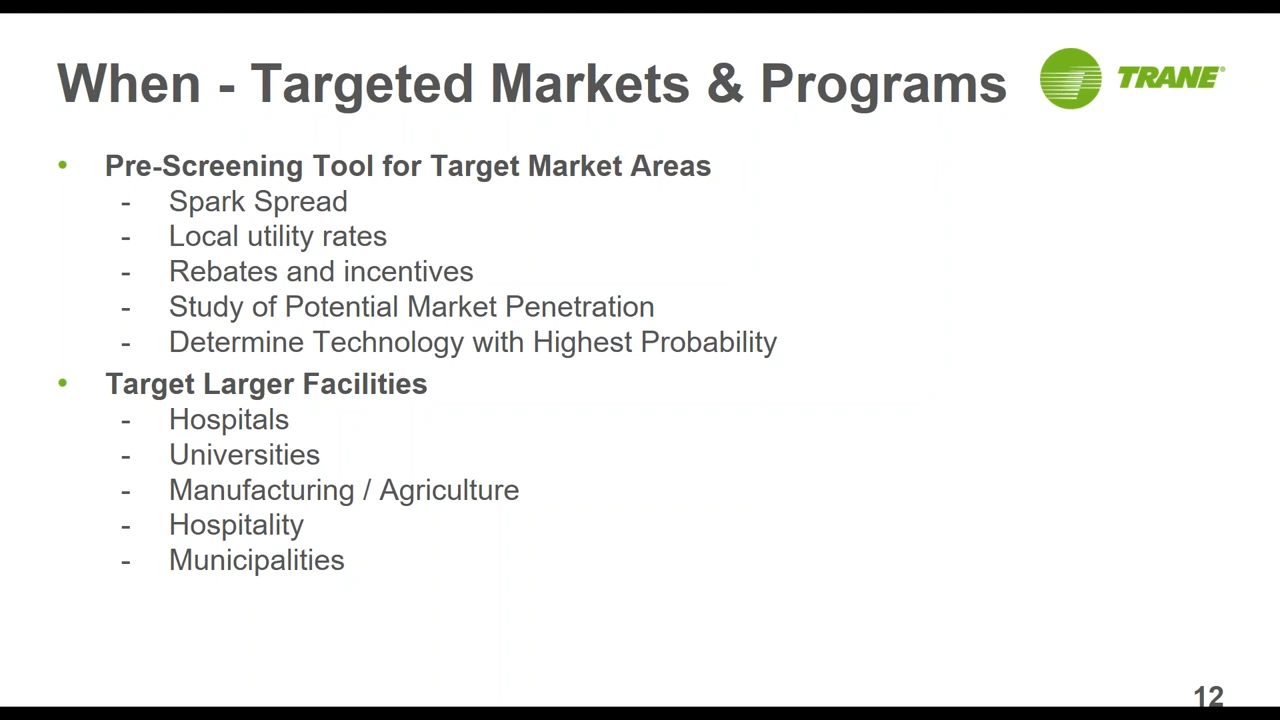 When - Targeted Markets & Programs
TRANE®
• Pre-Screening Tool for Target Market Areas
- Spark Spread
- Local utility rates
- Rebates and incentives
- Study of Potential Market Penetration
- Determine Technology with Highest Probability
• Target Larger Facilities
- Hospitals
- Universities
- Manufacturing / Agriculture
- Hospitality
- Municipalities
12